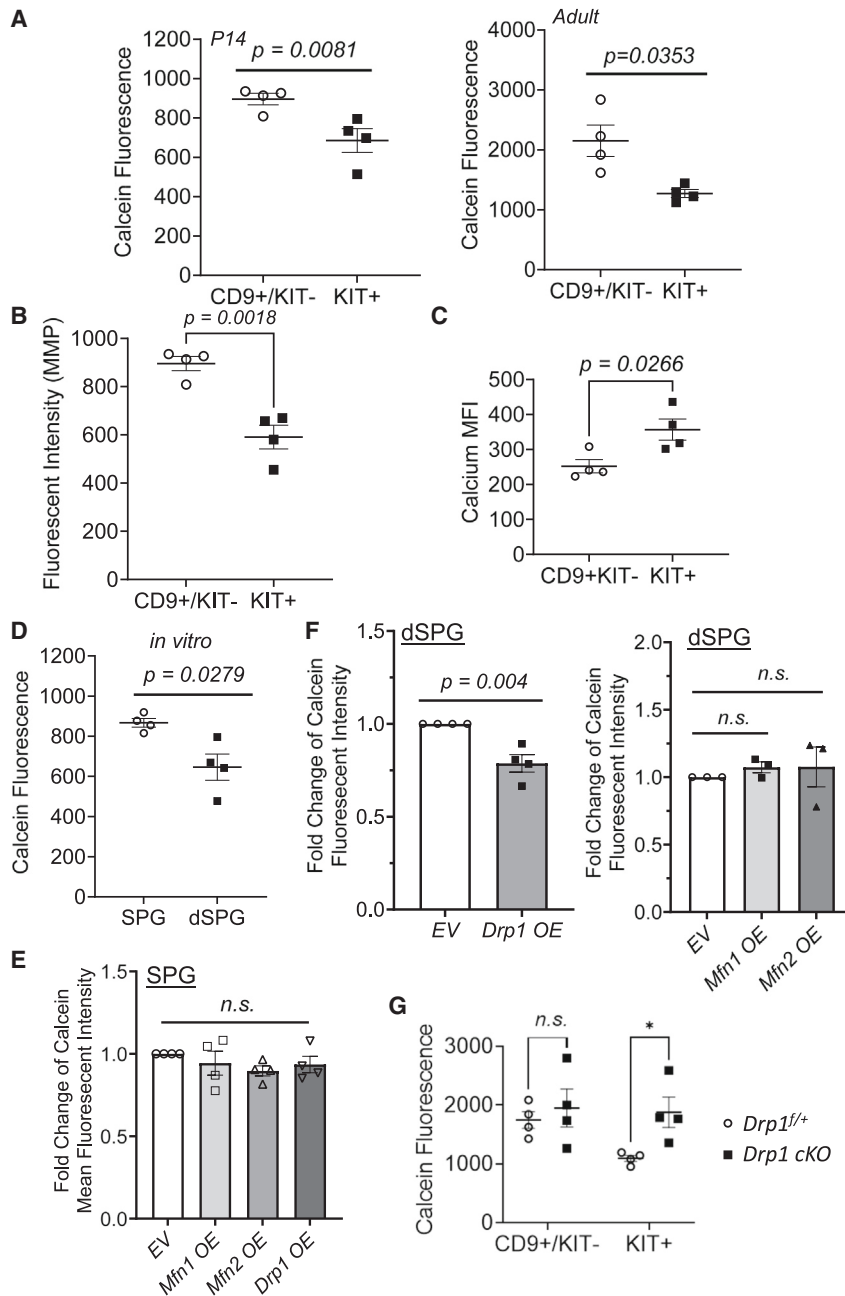 A
P14
p = 0.0081
Calcein Fluorescence
1200
1000
800
600
400
200
0
CD9+/KIT- KIT+
Adult
p=0.0353
Calcein Fluorescence
4000
3000
2000
1000
0
CD9+/KIT- KIT+
B
p = 0.0018
Fluorescent Intensity (MMP)
1000
800
600
400
200
0
CD9+/KIT- KIT+
C
p = 0.0266
Calcium MFI
500
400
300
200
100
0
CD9+KIT- KIT+
D
in vitro
p = 0.0279
Calcein Fluorescence
1200
1000
800
600
400
200
0
SPG dSPG
F
dSPG
p = 0.004
Fold Change of Calcein
Fluoresecent Intensity
1.5
1.0
0.5
0.0
EV Drp1 OE
dSPG
n.s.
n.s.
Fold Change of Calcein
Fluoresecent Intensity
2.0
1.5
1.0
0.5
0.0
EV
Mfn1 OE
Mfn2 OE
E
SPG
n.s.
Fold Change of Calcein
Mean Fluoresecent Intensity
1.5
1.0
0.5
0.0
EV
Mfn1 OE
Mfn2 OE
Drp1 OE
G
n.s.
*
Calcein Fluorescence
3000
2000
1000
0
CD9+/KIT- KIT+
Drp1f/+
Drp1 cKO